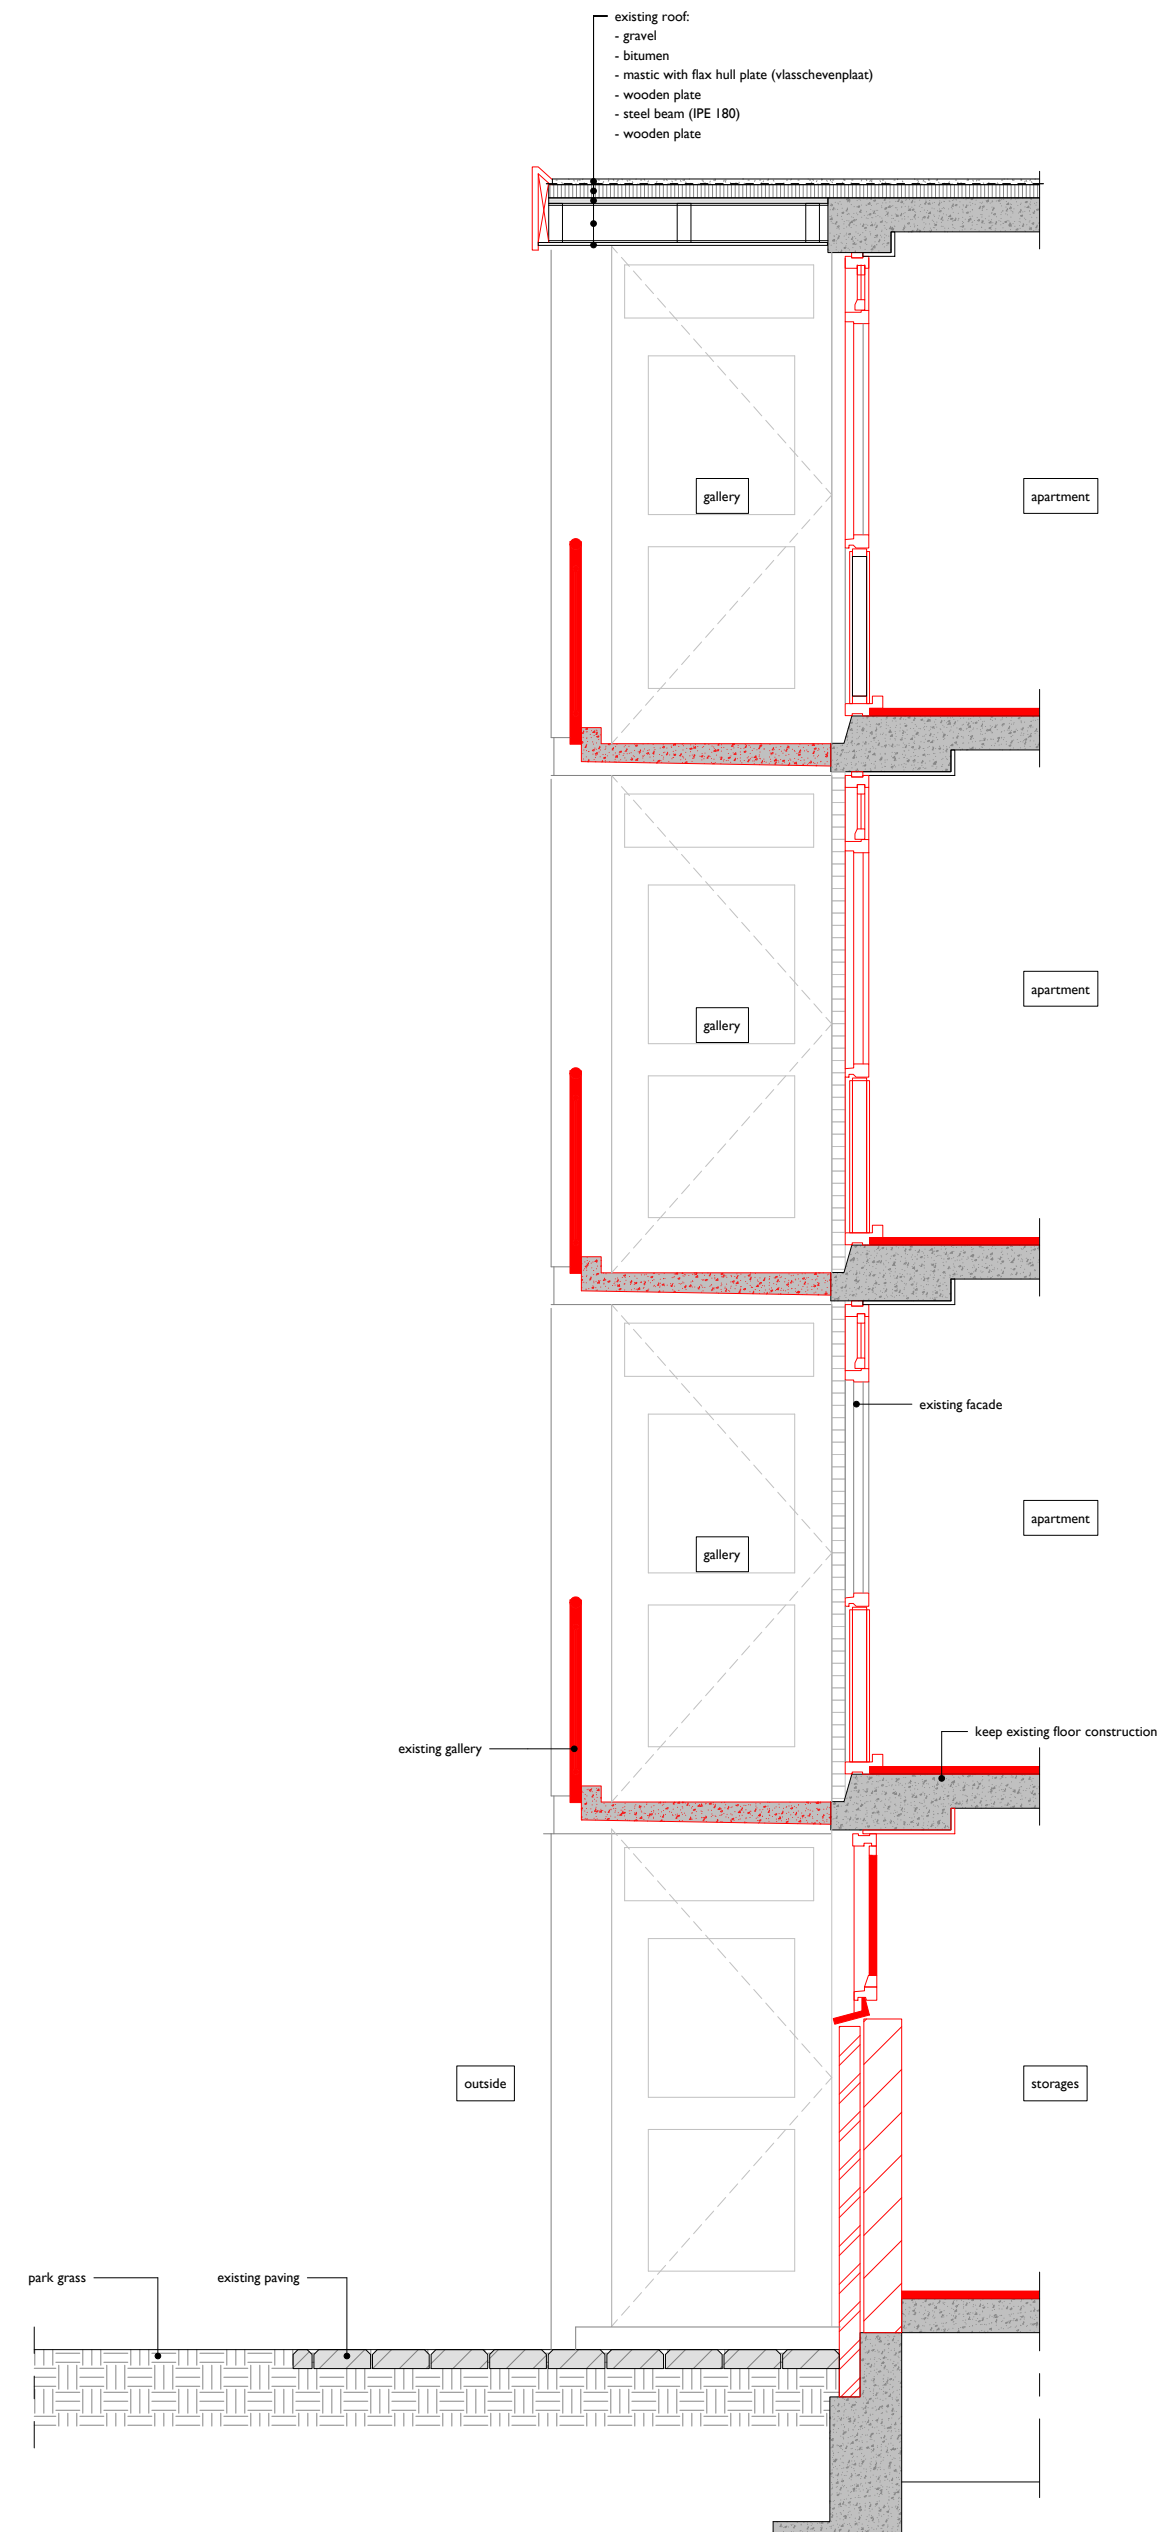 existing roof:
- gravel
- bitumen
- mastic with flax hull plate (vlasschevenplaat)
- wooden plate
- steel beam (IPE 180)
- wooden plate
gallery
apartment
apartment
gallery
existing facade
apartment
gallery
keep existing floor construction
existing gallery
outside
storages
park grass
existing paving